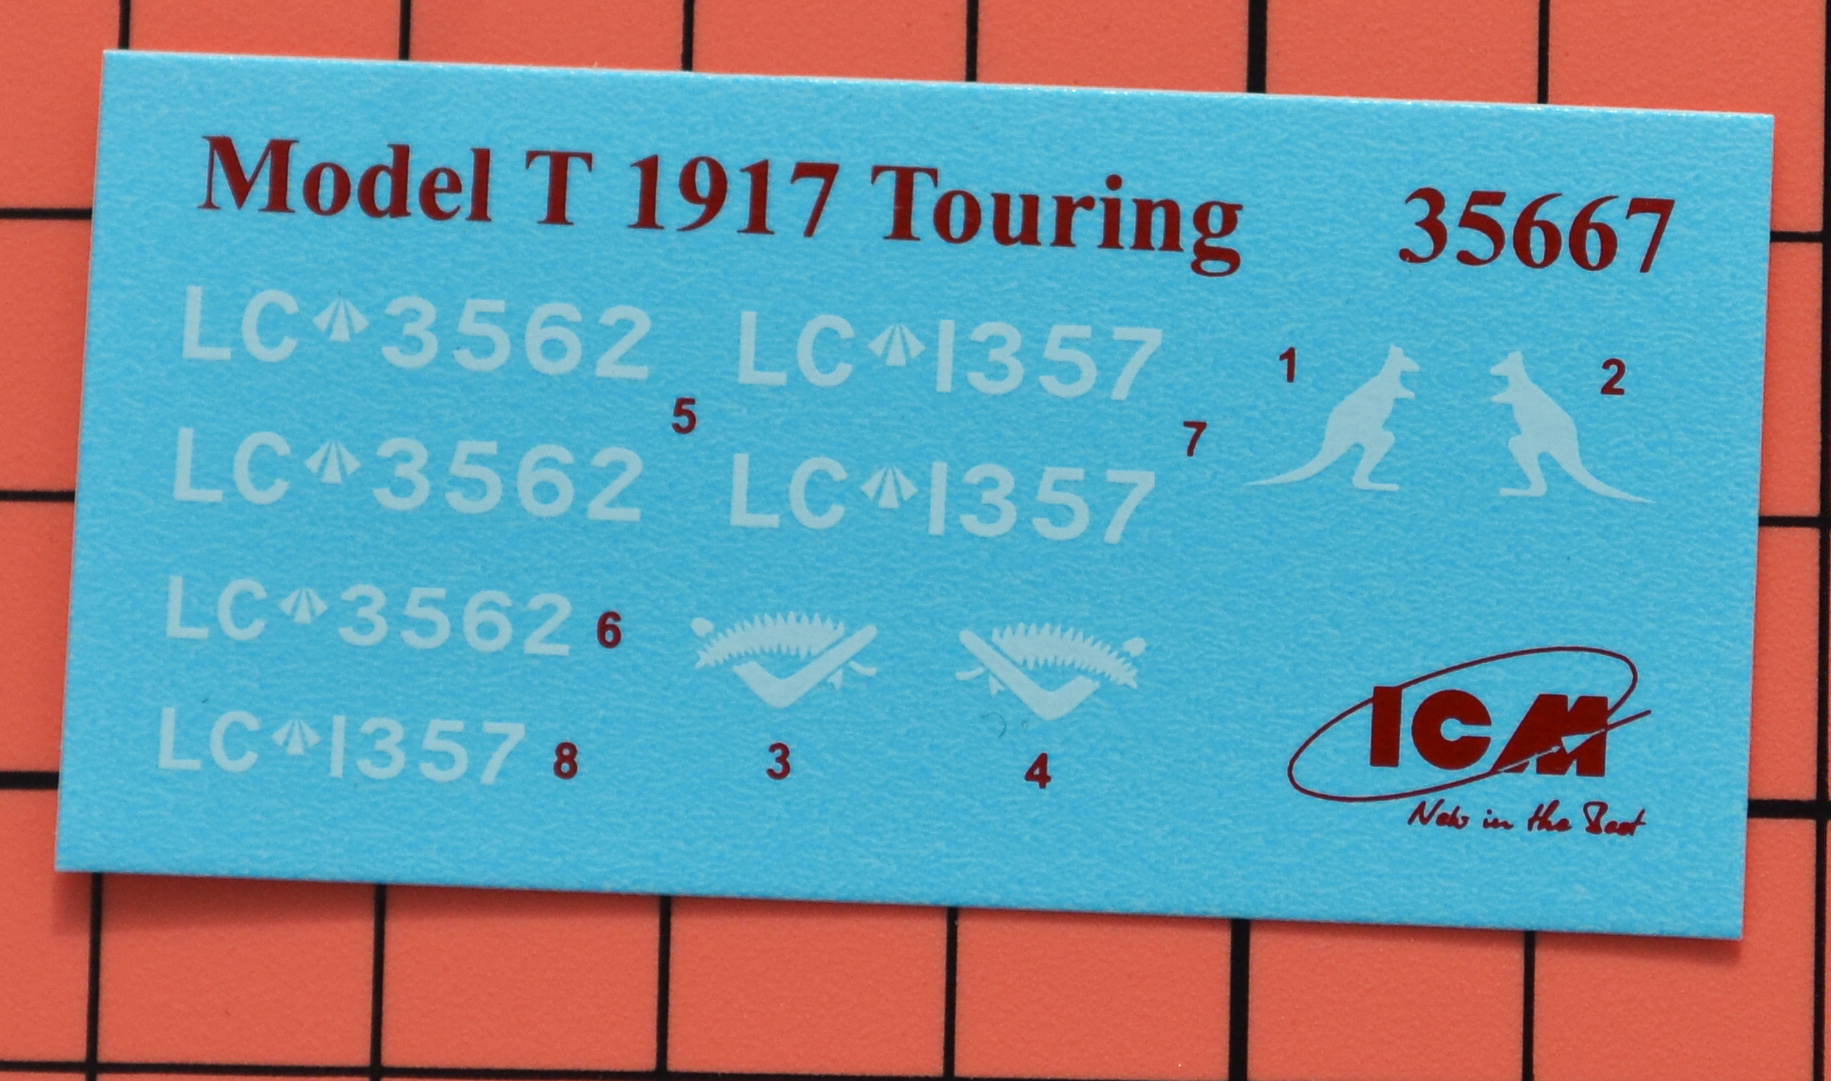 Model T 1917 Touring 35667
LC 3562 LC 1357 1 2
5 7
LC 3562 LC 1357
LC 3562 6
LC 1357 8 3 4
ICM
New in the Box